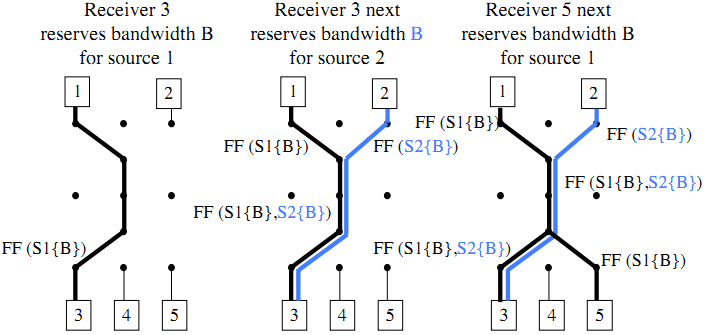 Receiver 3
reserves bandwidth B
for source 1
Receiver 3 next
reserves bandwidth B
for source 2
Receiver 5 next
reserves bandwidth B
for source 1
1
2
FF (S1{B})
3
4
5
1
2
FF (S1{B})
FF (S2{B})
FF (S1{B},S2{B})
3
4
5
1
2
FF (S1{B})
FF (S2{B})
FF (S1{B},S2{B})
FF (S1{B},S2{B})
FF (S1{B})
3
4
5